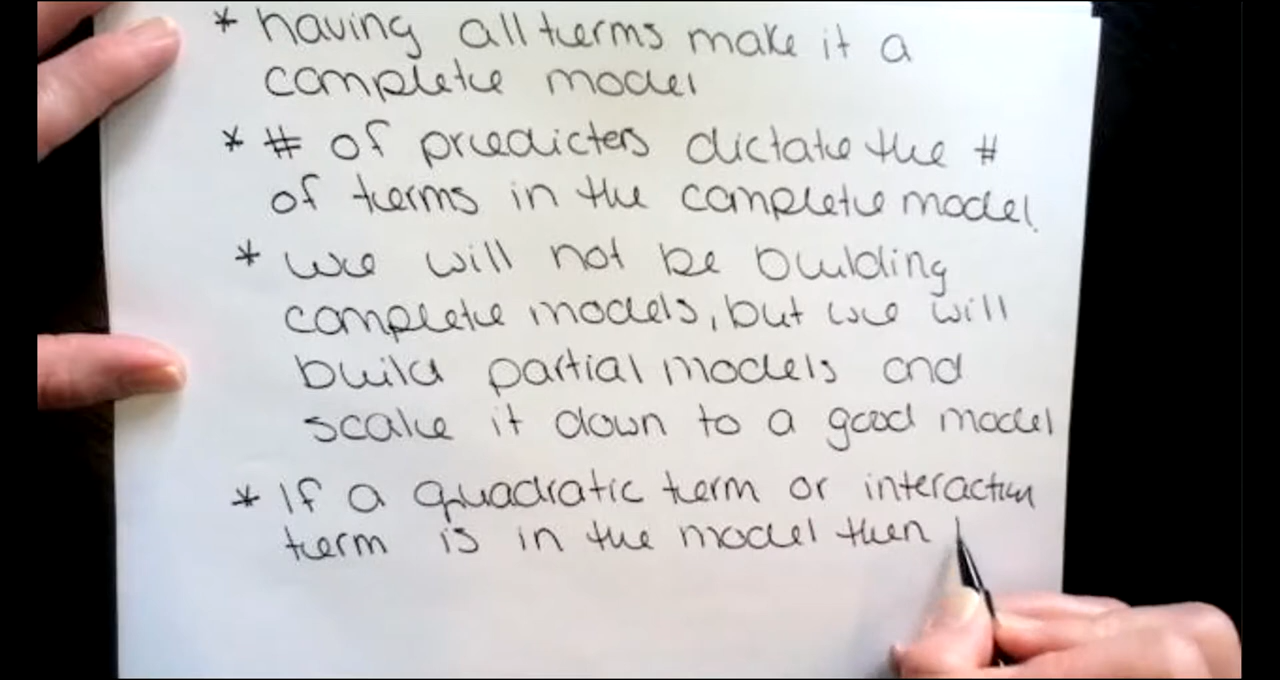 * having all terms make it a
complete model
* # of predicters dictate the #
of terms in the complete model.
* we will not be building
complete models, but we will
build partial models and
scale it down to a good model
* If a quadratic term or interaction
term is in the model then